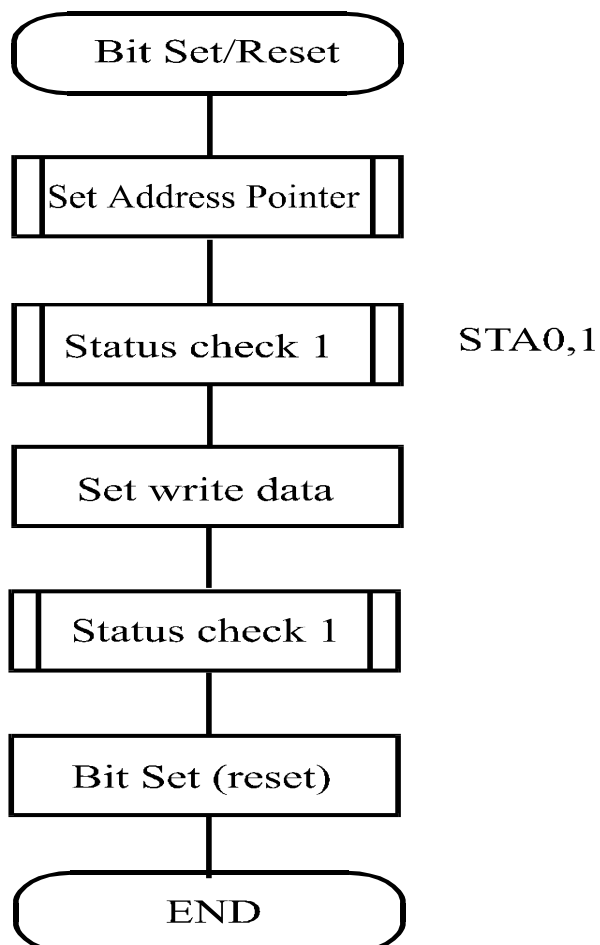 Bit Set/Reset
Set Address Pointer
Status check 1
STA0,1
Set write data
Status check 1
Bit Set (reset)
END